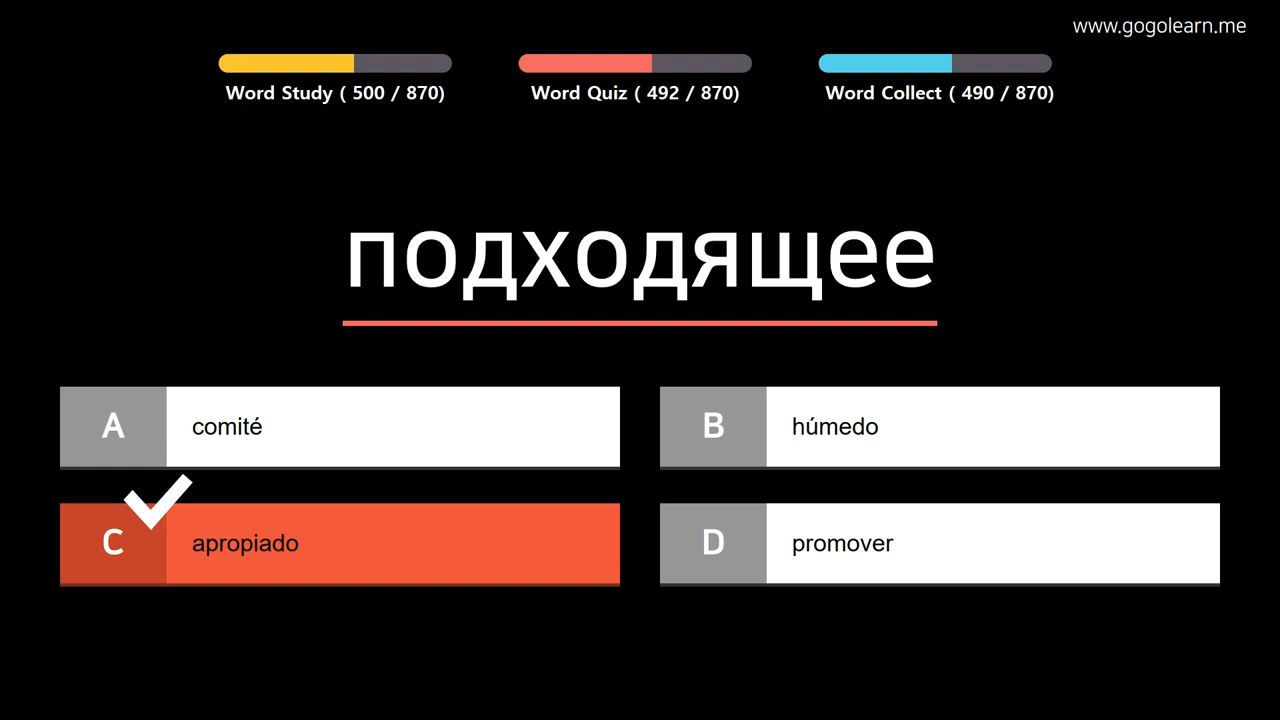 www.gogolearn.me
Word Study ( 500 / 870)
Word Quiz ( 492 / 870)
Word Collect ( 490 / 870)
подходящее
A comité
B húmedo
C apropiado
D promover